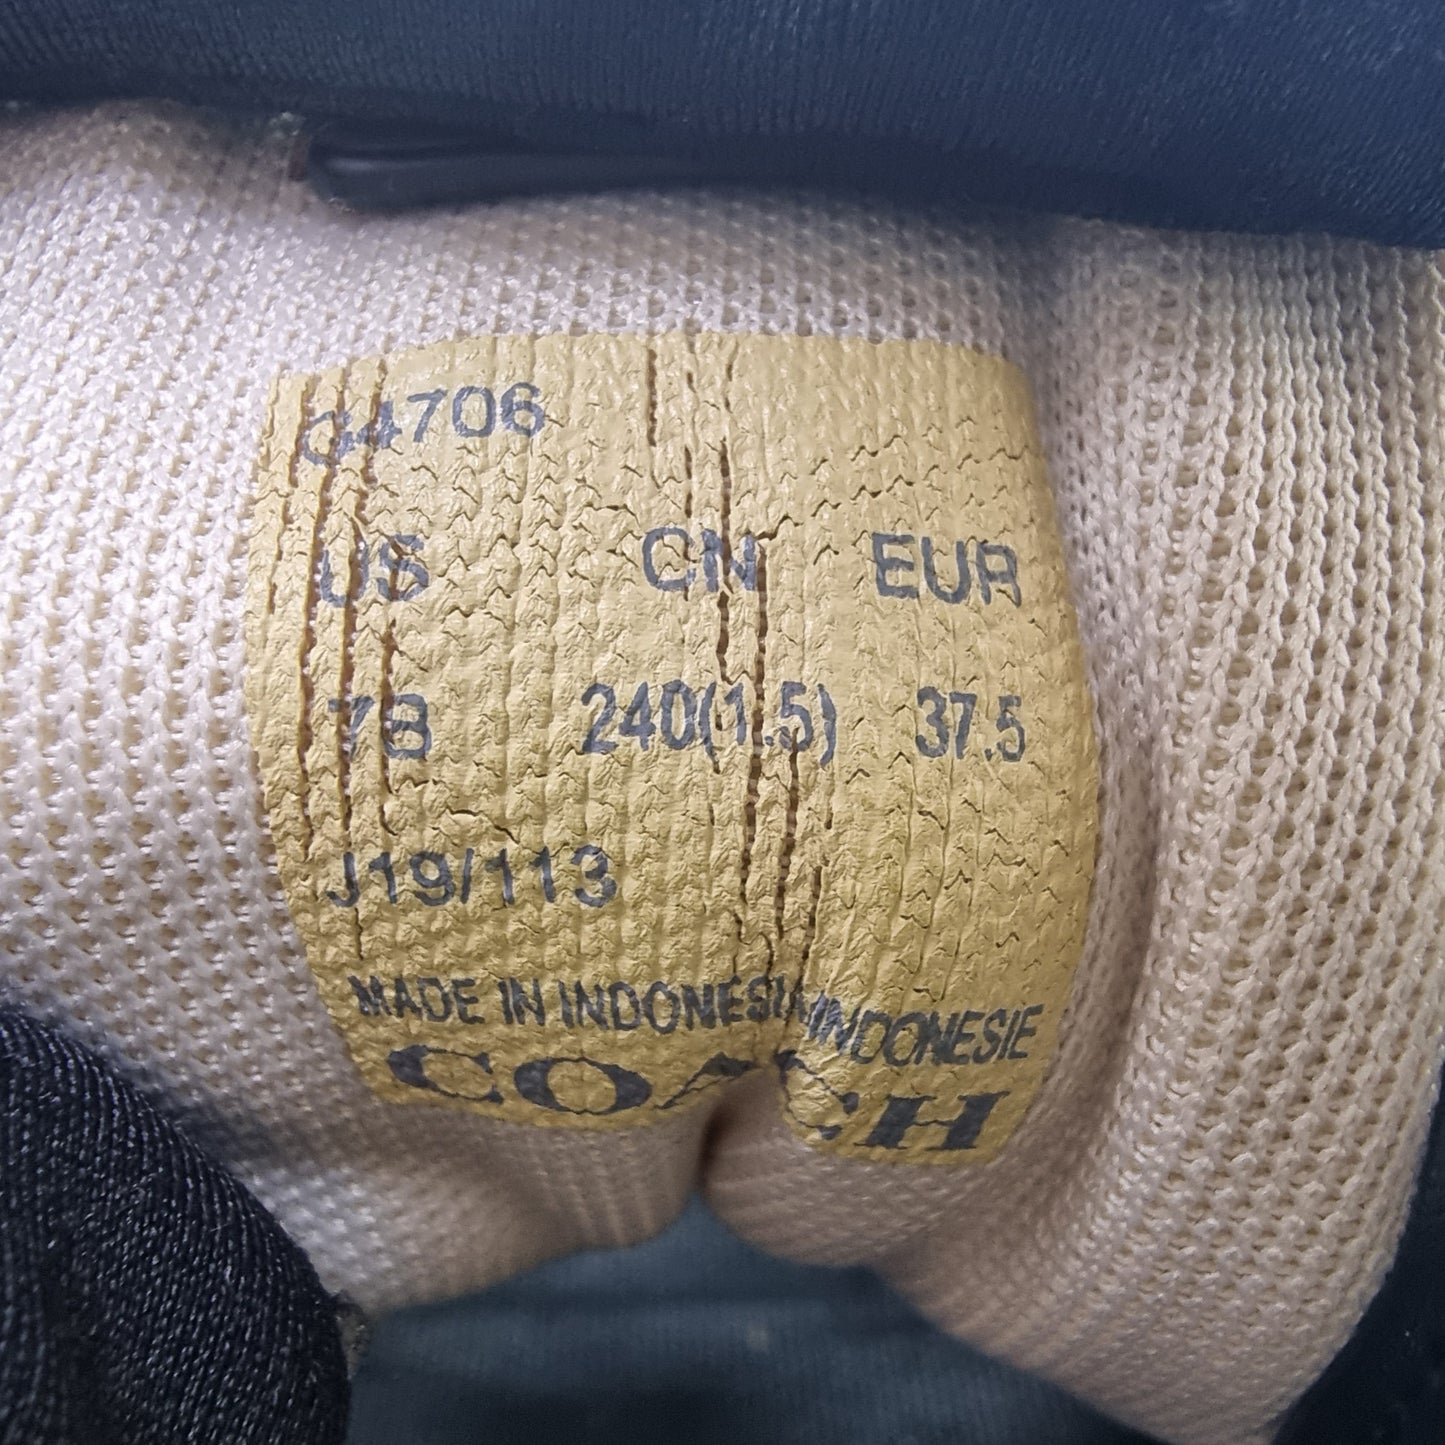 G4706
US CN EUR
7B 240(1.5) 37.5
J19/113
MADE IN INDONESIA/INDONESIE
COACH